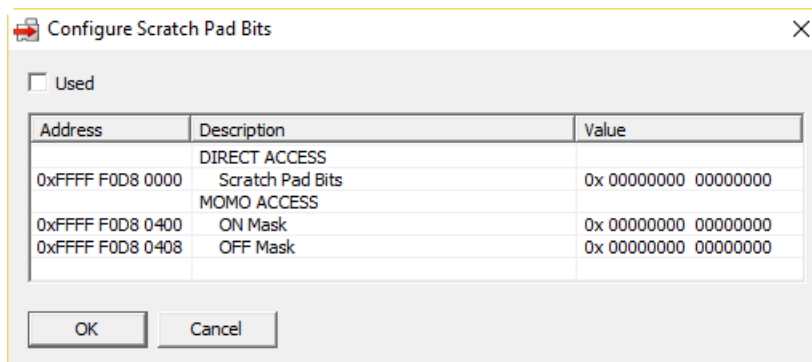 Configure Scratch Pad Bits
Used
Address Description Value
DIRECT ACCESS
0xFFFF F0D8 0000 Scratch Pad Bits 0x 00000000 00000000
MOMO ACCESS
0xFFFF F0D8 0400 ON Mask 0x 00000000 00000000
0xFFFF F0D8 0408 OFF Mask 0x 00000000 00000000
OK Cancel